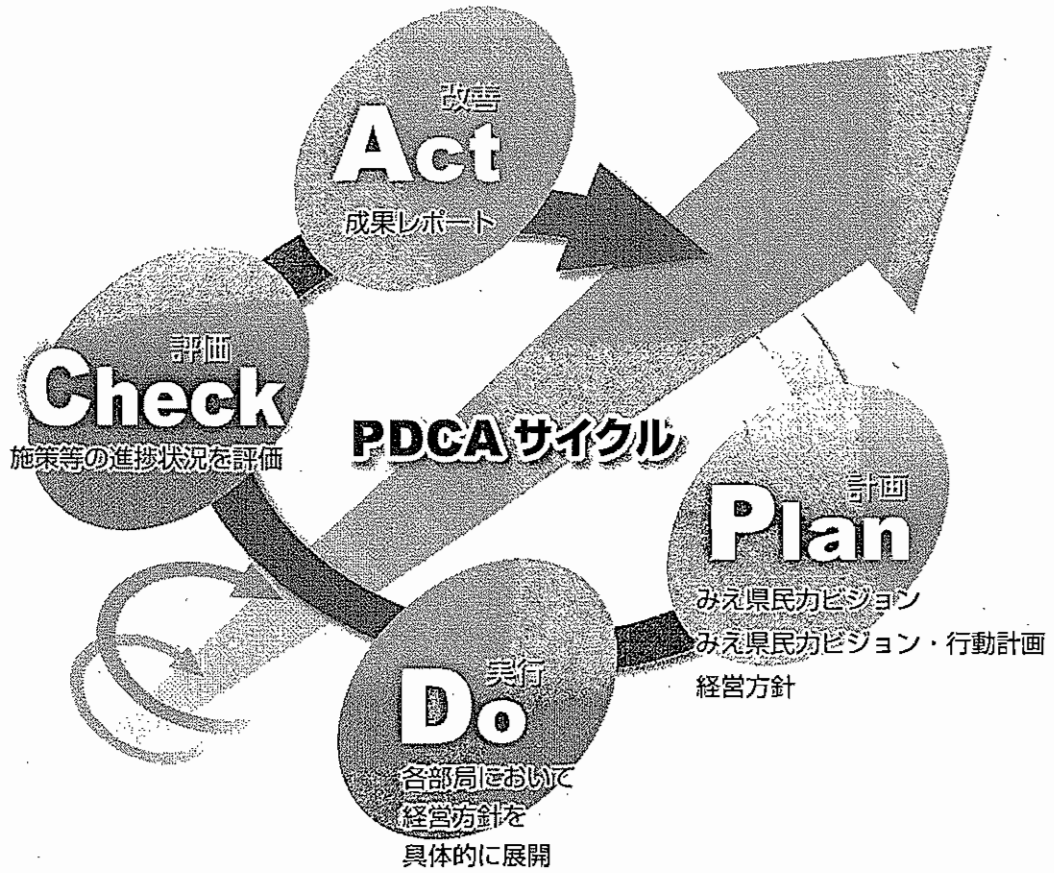 改善
Act
成果レポート
評価
Check
施策等の進捗状況を評価
PDCA サイクル
計画
Plan
みえ県民力ビジョン
みえ県民力ビジョン・行動計画
経営方針
実行
Do
各部局において
経営方針を
具体的に展開